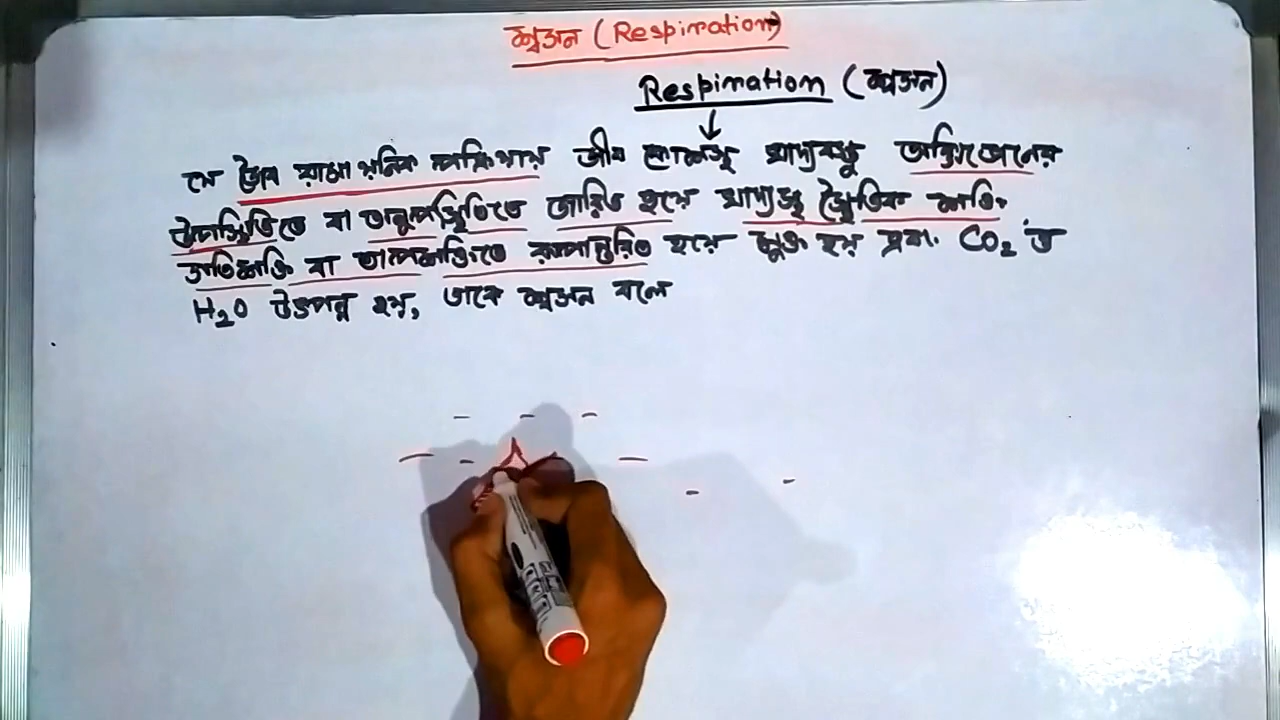 শ্বসন (Respiration)
Respiration (শ্বসন)
যে জৈব রাসায়নিক প্রক্রিয়ায় জীব কোষস্থ খাদ্যবস্তু অক্সিজেনের
উপস্থিতিতে বা অনুপস্থিতিতে জারিত হয়ে খাদ্যস্থ স্থৈতিক শক্তি
গতিশক্তি বা তাপশক্তিতে রূপান্তরিত হয়ে মুক্ত হয় এবং CO₂ ও
H₂O উৎপন্ন হয়, তাকে শ্বসন বলে